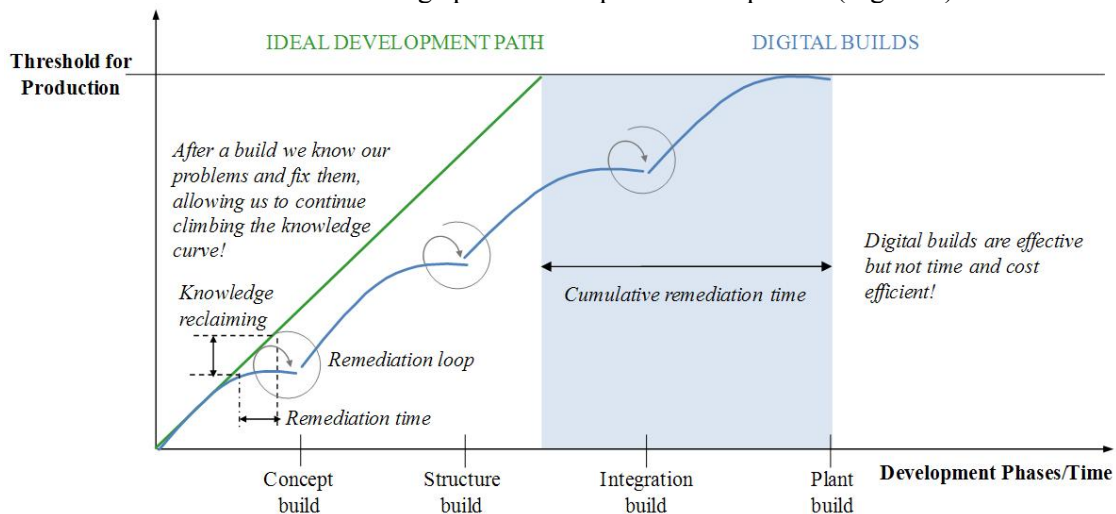 IDEAL DEVELOPMENT PATH
DIGITAL BUILDS
Threshold for
Production
After a build we know our
problems and fix them,
allowing us to continue
climbing the knowledge
curve!
Digital builds are effective
but not time and cost
efficient!
Cumulative remediation time
Knowledge
reclaiming
Remediation loop
Remediation time
Development Phases/Time
Concept
build
Structure
build
Integration
build
Plant
build